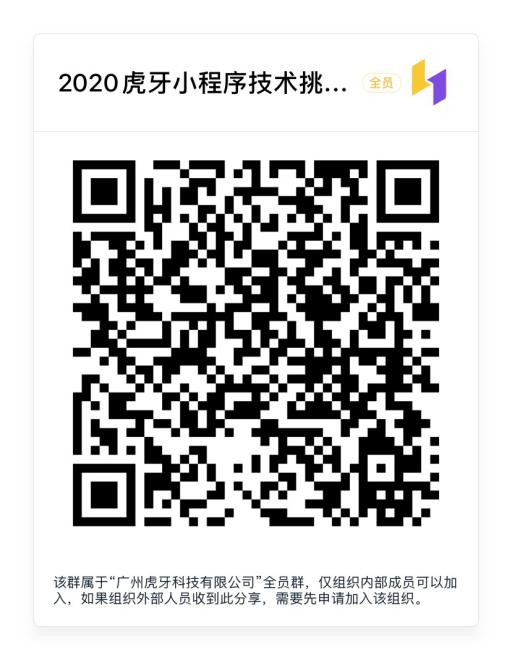 2020虎牙小程序技术挑...
全员
该群属于“广州虎牙科技有限公司”全员群，仅组织内部成员可以加
入，如果组织外部人员收到此分享，需要先申请加入该组织。